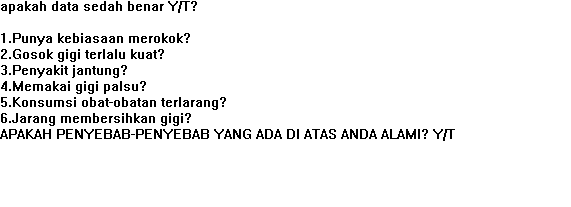 apakah data sedah benar Y/T?
1.Punya kebiasaan merokok?
2.Gosok gigi terlalu kuat?
3.Penyakit jantung?
4.Memakai gigi palsu?
5.Konsumsi obat-obatan terlarang?
6.Jarang membersihkan gigi?
APAKAH PENYEBAB-PENYEBAB YANG ADA DI ATAS ANDA ALAMI? Y/T